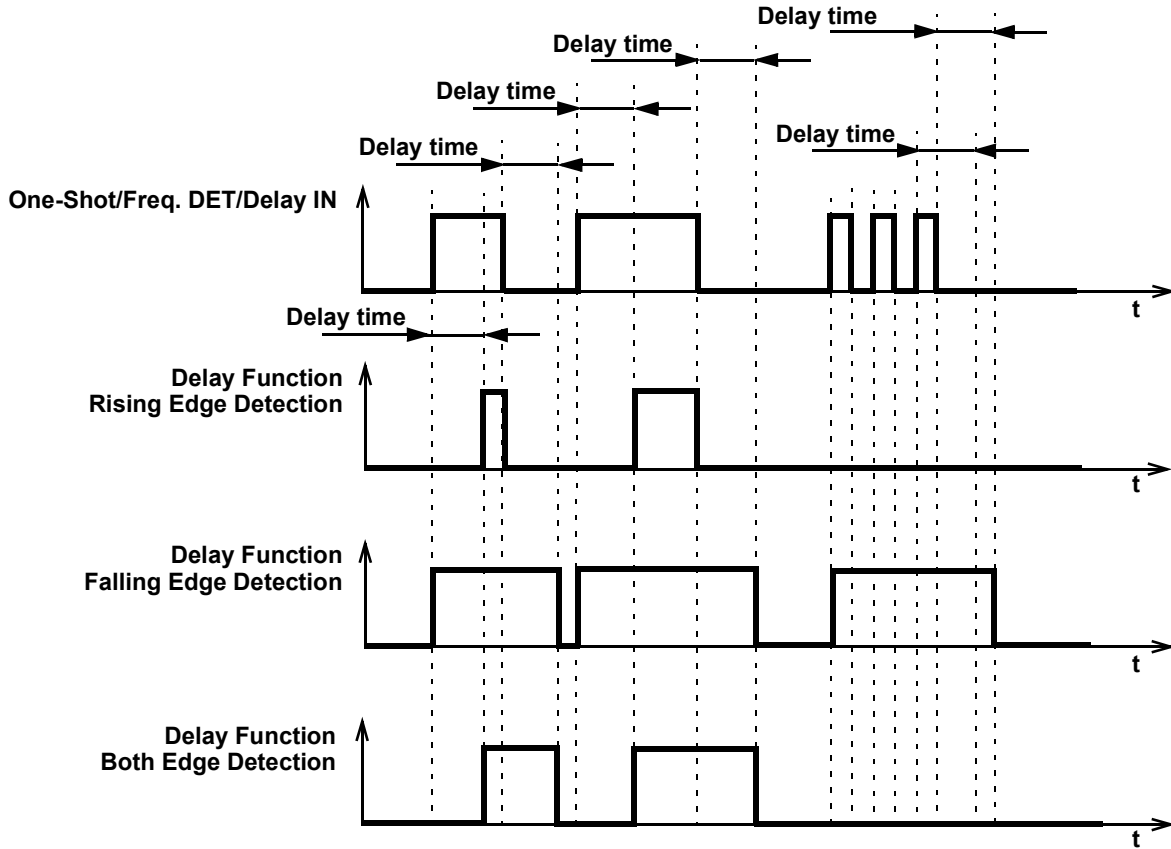 Delay time
Delay time
Delay time
Delay time
Delay time
One-Shot/Freq. DET/Delay IN
t
Delay time
Delay Function
Rising Edge Detection
t
Delay Function
Falling Edge Detection
t
Delay Function
Both Edge Detection
t